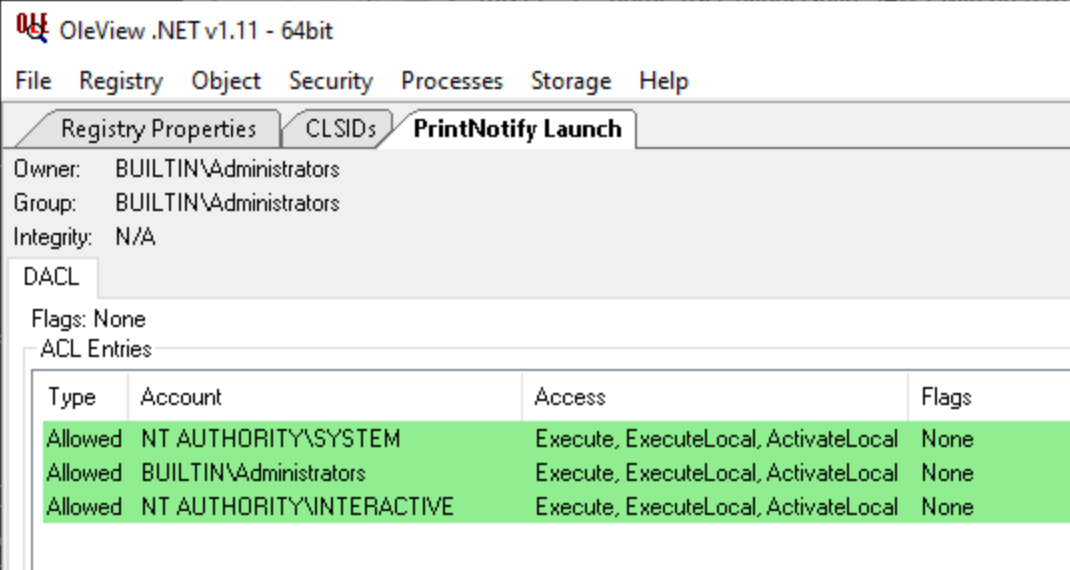 OleView .NET v1.11 - 64bit
File Registry Object Security Processes Storage Help
Registry Properties CLSIDs PrintNotify Launch
Owner: BUILTIN\Administrators
Group: BUILTIN\Administrators
Integrity: N/A
DACL
Flags: None
ACL Entries
Type Account Access Flags
Allowed NT AUTHORITY\SYSTEM Execute, ExecuteLocal, ActivateLocal None
Allowed BUILTIN\Administrators Execute, ExecuteLocal, ActivateLocal None
Allowed NT AUTHORITY\INTERACTIVE Execute, ExecuteLocal, ActivateLocal None